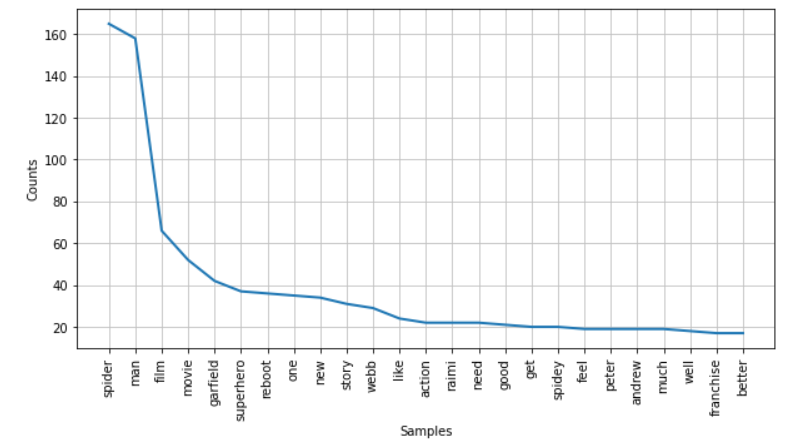 160
140
120
100
80
60
40
20
Counts
spider
man
film
movie
garfield
superhero
reboot
one
new
story
webb
like
action
raimi
need
good
get
spidey
feel
peter
andrew
much
well
franchise
better
Samples